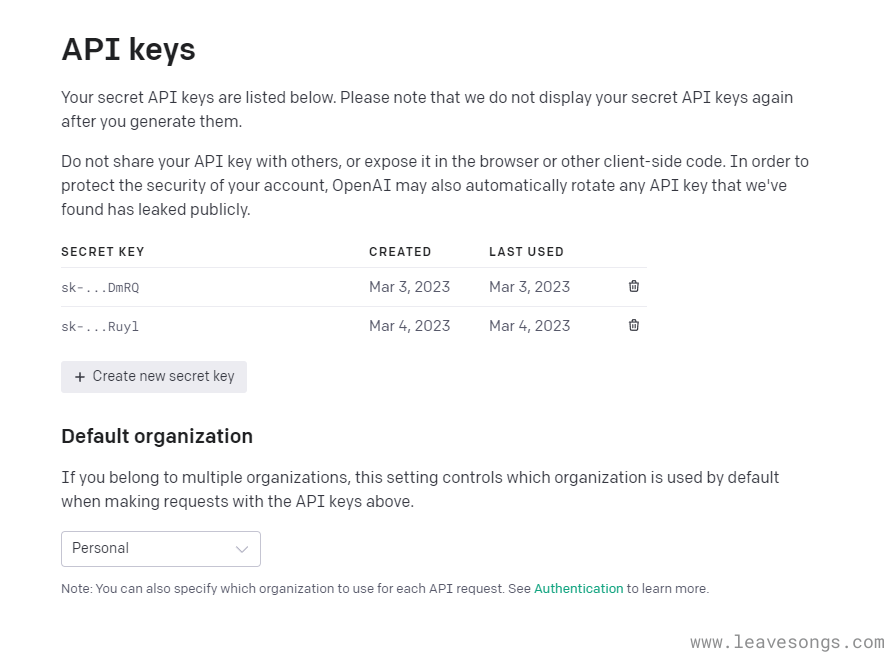 API keys
Your secret API keys are listed below. Please note that we do not display your secret API keys again
after you generate them.
Do not share your API key with others, or expose it in the browser or other client-side code. In order to
protect the security of your account, OpenAI may also automatically rotate any API key that we've
found has leaked publicly.
SECRET KEY CREATED LAST USED
sk-...DmRQ Mar 3, 2023 Mar 3, 2023
sk-...Ruyl Mar 4, 2023 Mar 4, 2023
+ Create new secret key
Default organization
If you belong to multiple organizations, this setting controls which organization is used by default
when making requests with the API keys above.
Personal
Note: You can also specify which organization to use for each API request. See Authentication to learn more.
www.leavesongs.com